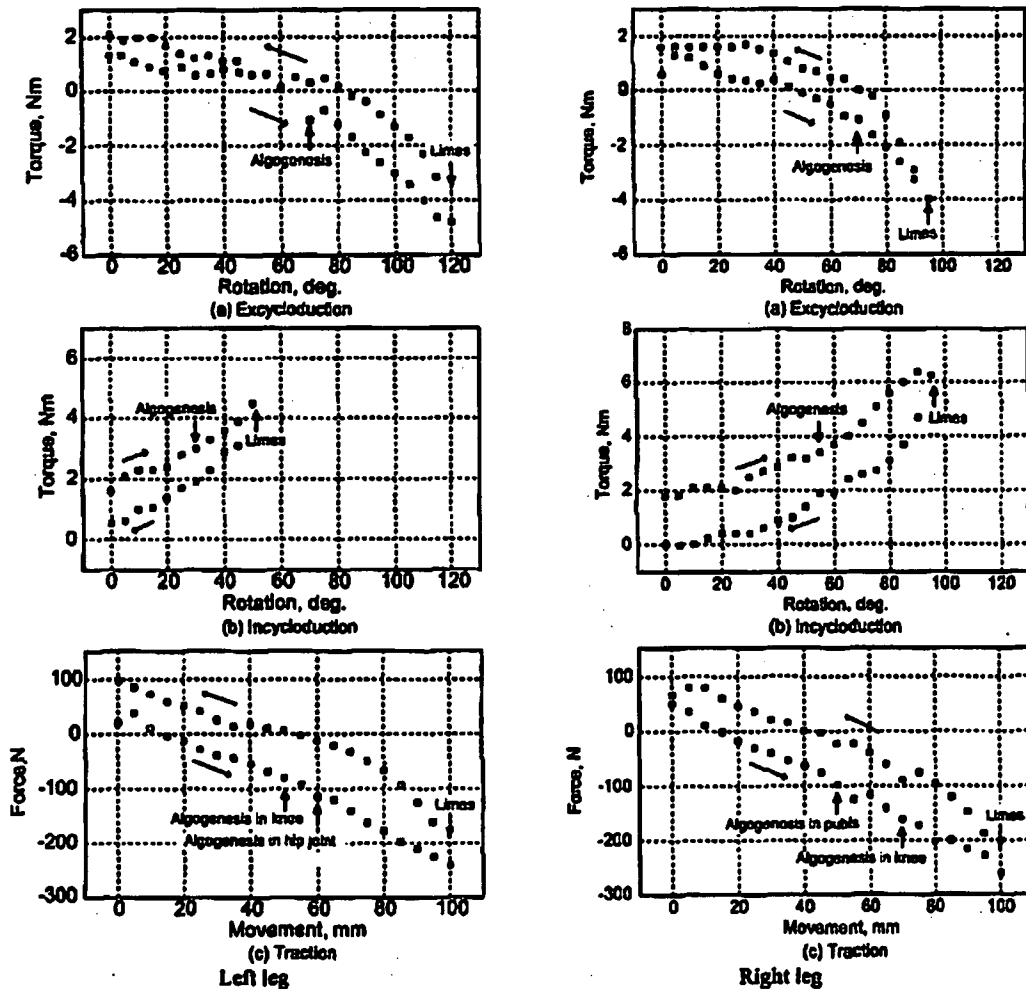 2
0
-2
-4
-6
Torque, Nm
Algogenesis
Limes
0 20 40 60 80 100 120
Rotation, deg.
(a) Excycloduction
2
0
-2
-4
-6
Torque, Nm
Algogenesis
Limes
0 20 40 60 80 100 120
Rotation, deg.
(a) Excycloduction
6
4
2
0
Torque, Nm
Algogenesis
Limes
0 20 40 60 80 100 120
Rotation, deg.
(b) Incycloduction
8
6
4
2
0
Torque, Nm
Algogenesis
Limes
0 20 40 60 80 100 120
Rotation, deg.
(b) Incycloduction
100
0
-100
-200
-300
Force,N
Limes
Algogenesis in knee
Algogenesis in hip joint
0 20 40 60 80 100
Movement, mm
(c) Traction
Left leg
100
0
-100
-200
-300
Force, N
Limes
Algogenesis in pubis
Algogenesis in knee
0 20 40 60 80 100
Movement, mm
(c) Traction
Right leg